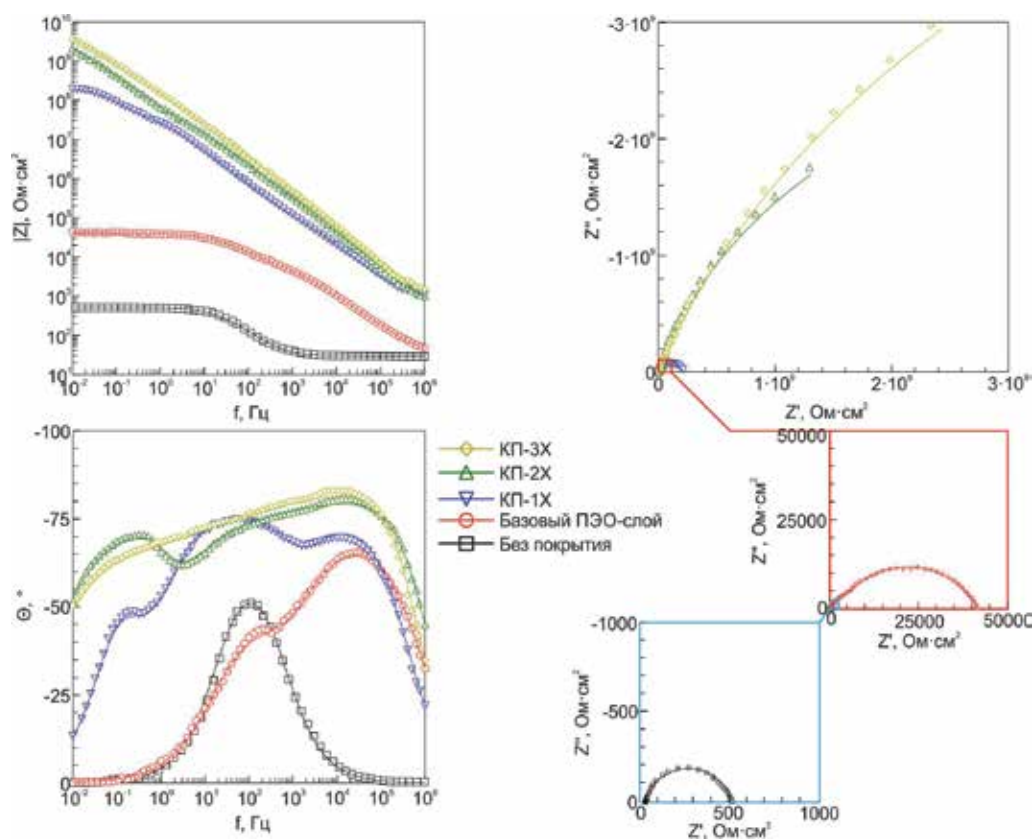 10¹⁰
10⁹
10⁸
10⁷
10⁶
10⁵
10⁴
10³
10²
10
|Z|, Ом·см²
10⁻² 10⁻¹ 10⁰ 10¹ 10² 10³ 10⁴ 10⁵ 10⁶
f, Гц
-3·10⁹
-2·10⁹
-1·10⁹
0
Z'', Ом·см²
0 1·10⁹ 2·10⁹ 3·10⁹
Z', Ом·см²
-100
-75
-50
-25
0
Θ, °
10⁻² 10⁻¹ 10⁰ 10¹ 10² 10³ 10⁴ 10⁵ 10⁶
f, Гц
КП-3Х
КП-2Х
КП-1Х
Базовый ПЭО-слой
Без покрытия
50000
25000
0
Z'', Ом·см²
0 25000 50000
Z', Ом·см²
-1000
-500
0
Z'', Ом·см²
0 500 1000
Z', Ом·см²